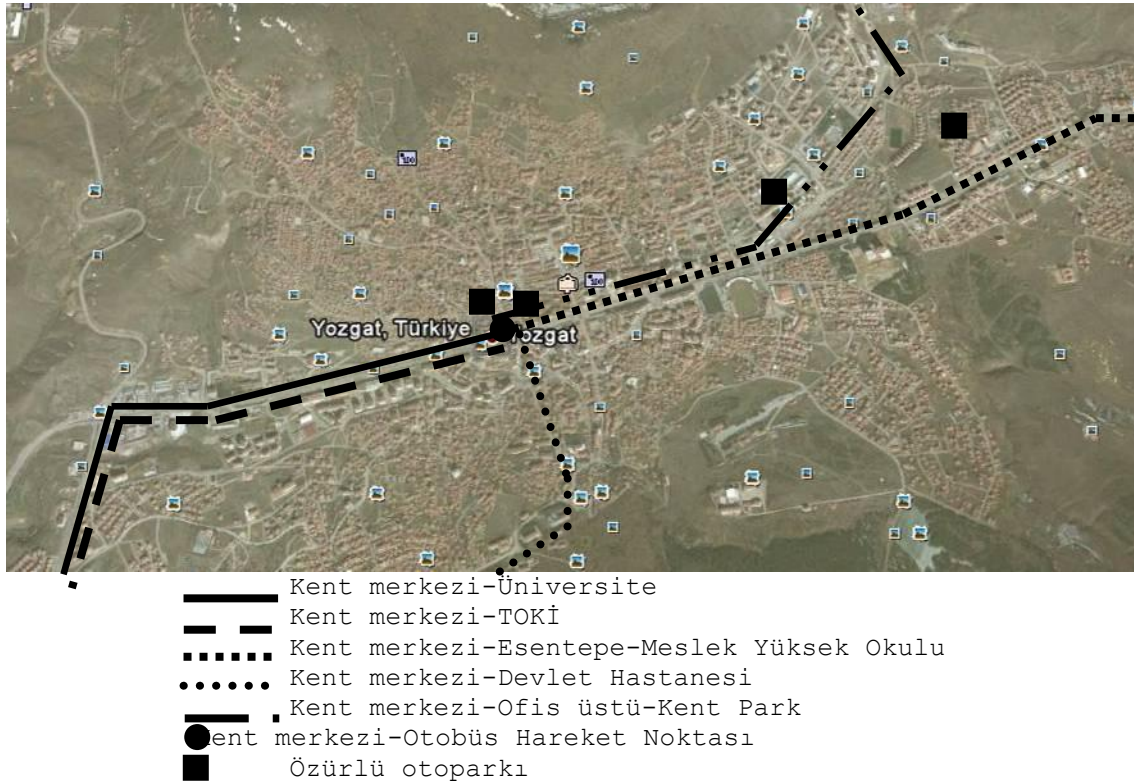 Yozgat, Türkiye
Yozgat
Kent merkezi-Üniversite
Kent merkezi-TOKİ
Kent merkezi-Esentepe-Meslek Yüksek Okulu
Kent merkezi-Devlet Hastanesi
Kent merkezi-Ofis üstü-Kent Park
Kent merkezi-Otobüs Hareket Noktası
Özürlü otoparkı